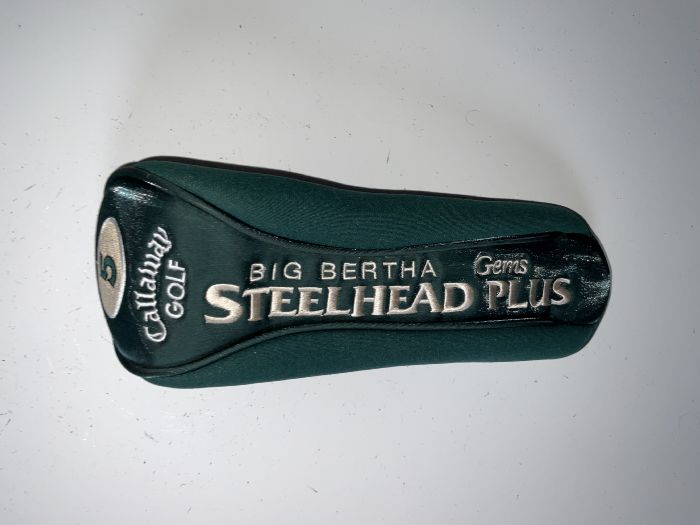 5
Callaway
GOLF
BIG BERTHA
Gems
STEELHEAD PLUS